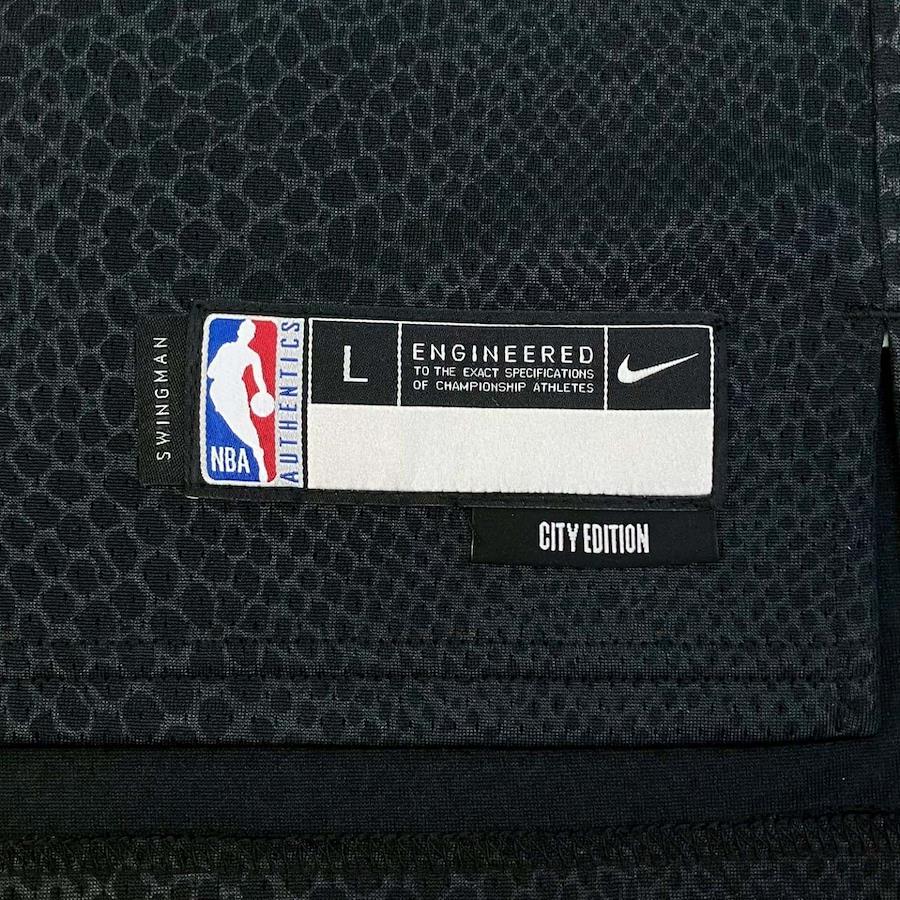 SWINGMAN
NBA
AUTHENTICS
L
ENGINEERED
TO THE EXACT SPECIFICATIONS
OF CHAMPIONSHIP ATHLETES
CITY EDITION